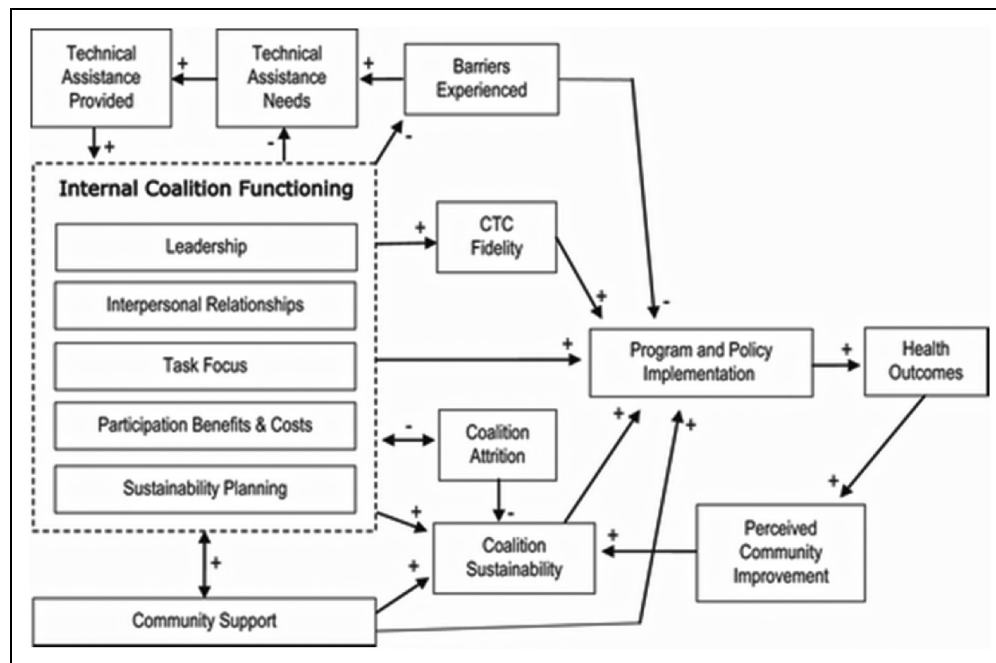 Technical
Assistance
Provided
+
Technical
Assistance
Needs
+
Barriers
Experienced
+
-
-
Internal Coalition Functioning
Leadership
Interpersonal Relationships
Task Focus
Participation Benefits & Costs
Sustainability Planning
+
CTC
Fidelity
+
-
+
Program and Policy
Implementation
+
Health
Outcomes
-
Coalition
Attrition
-
+
+
+
Coalition
Sustainability
+
+
Perceived
Community
Improvement
+
+
Community Support